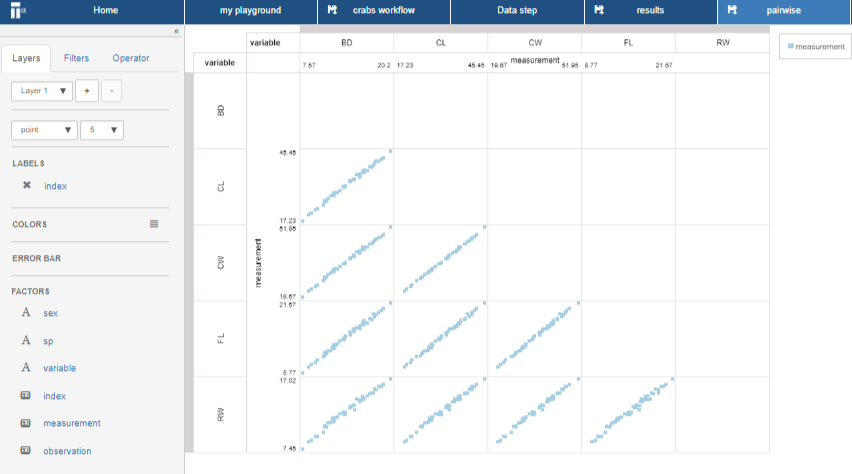 Home
my playground
crabs workflow
Data step
results
pairwise
«
Layers
Filters
Operator
Layer 1
+
-
point
5
LABELS
index
COLORS
ERROR BAR
FACTORS
A sex
A sp
A variable
index
measurement
observation
variable
BD CL CW FL RW
variable
measurement
7.57 20.2 17.23 45.45 19.67 51.95 8.77 21.67
BD
CL
CW
FL
RW
measurement
45.45
17.23
51.95
19.67
21.67
8.77
17.02
7.45
measurement